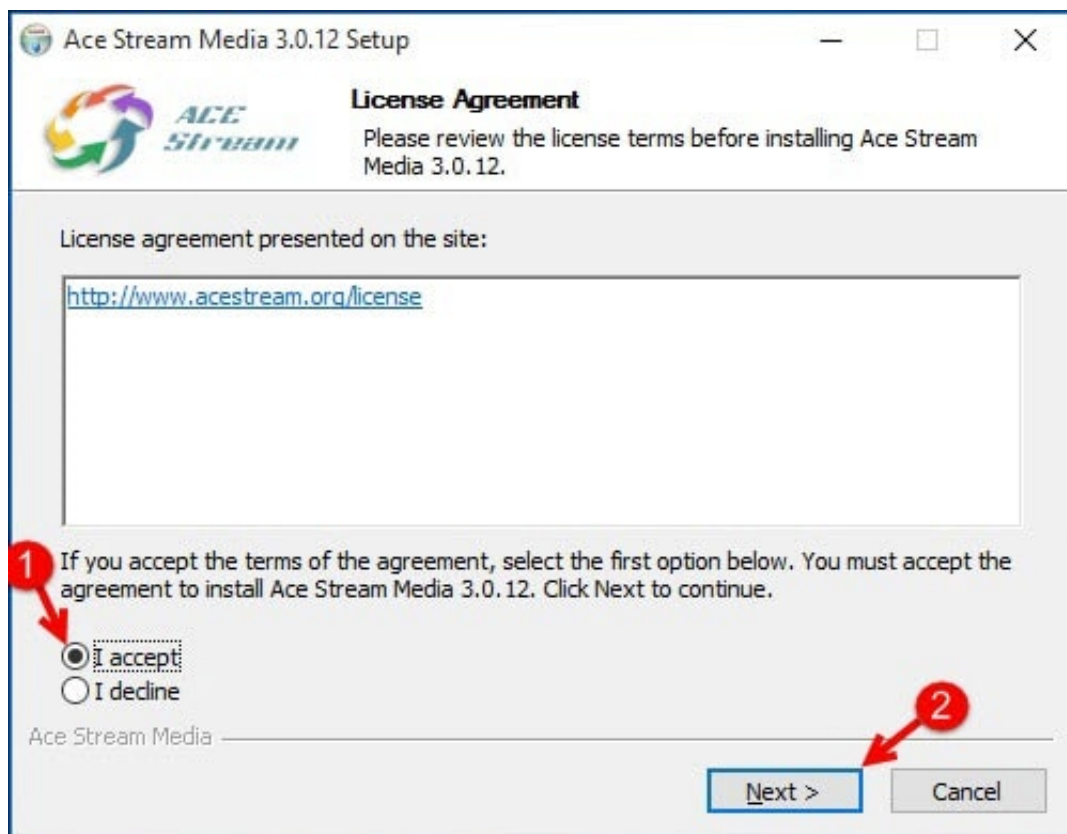 Ace Stream Media 3.0.12 Setup
ACE
Stream
License Agreement
Please review the license terms before installing Ace Stream
Media 3.0.12.
License agreement presented on the site:
http://www.acestream.org/license
1
If you accept the terms of the agreement, select the first option below. You must accept the
agreement to install Ace Stream Media 3.0.12. Click Next to continue.
I accept
I decline
2
Ace Stream Media
Next >
Cancel